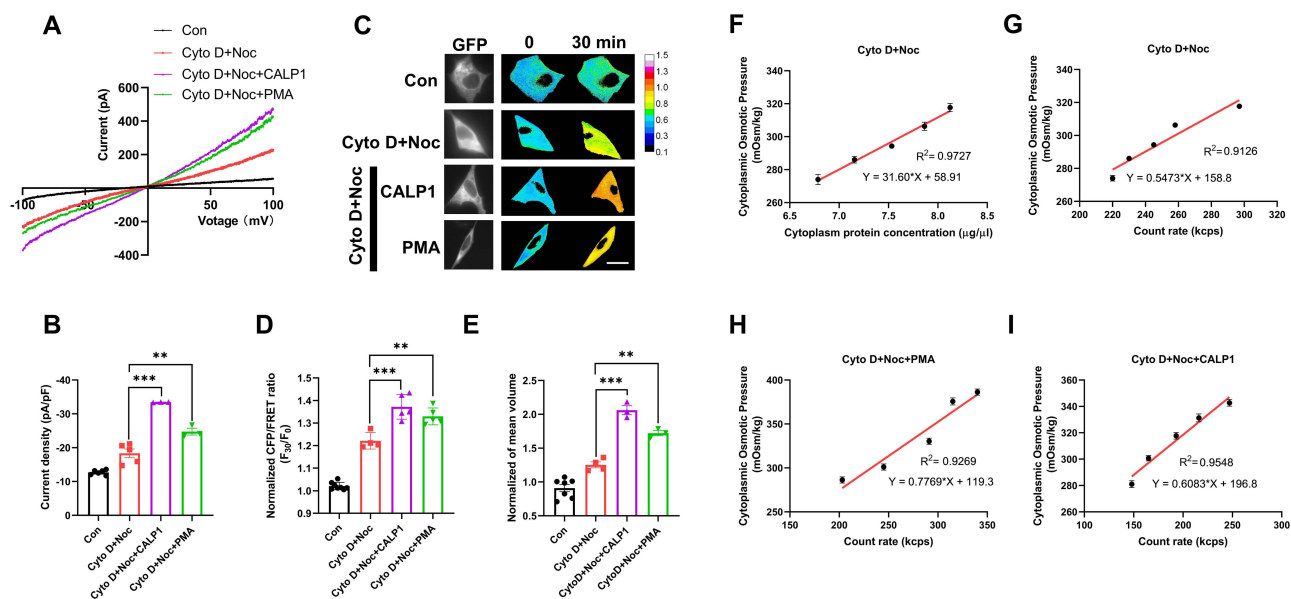 A
Con
Cyto D+Noc
Cyto D+Noc+CALP1
Cyto D+Noc+PMA
Current (pA)
600
400
200
-200
-400
-100
-50
50
100
Votage (mV)
C
GFP
0
30 min
Con
Cyto D+Noc
Cyto D+Noc
CALP1
PMA
1.5
1.3
1.0
0.8
0.6
0.3
0.1
F
Cyto D+Noc
Cytoplasmic Osmotic Pressure
(mOsm/kg)
340
320
300
280
260
R²=0.9727
Y = 31.60*X + 58.91
6.5
7.0
7.5
8.0
8.5
Cytoplasm protein concentration (μg/μl)
G
Cyto D+Noc
Cytoplasmic Osmotic Pressure
(mOsm/kg)
340
320
300
280
260
R²=0.9126
Y = 0.5473*X + 158.8
200
220
240
260
280
300
320
Count rate (kcps)
B
Current density (pA/pF)
-40
-30
-20
-10
0
***
**
Con
Cyto D+Noc
Cyto D+Noc+CALP1
Cyto D+Noc+PMA
D
Normalized CFP/FRET ratio
(F30/F0)
1.4
1.3
1.2
1.1
1.0
0.9
***
**
Con
Cyto D+Noc
Cyto D+Noc+CALP1
Cyto D+Noc+PMA
E
Normalized of mean volume
2.5
2.0
1.5
1.0
0.5
***
**
Con
Cyto D+Noc
CytoD+Noc+CALP1
CytoD+Noc+PMA
H
Cyto D+Noc+PMA
Cytoplasmic Osmotic Pressure
(mOsm/kg)
400
350
300
250
R²= 0.9269
Y = 0.7769*X + 119.3
150
200
250
300
350
Count rate (kcps)
I
Cyto D+Noc+CALP1
Cytoplasmic Osmotic Pressure
(mOsm/kg)
360
340
320
300
280
260
R²= 0.9548
Y = 0.6083*X + 196.8
100
150
200
250
300
Count rate (kcps)